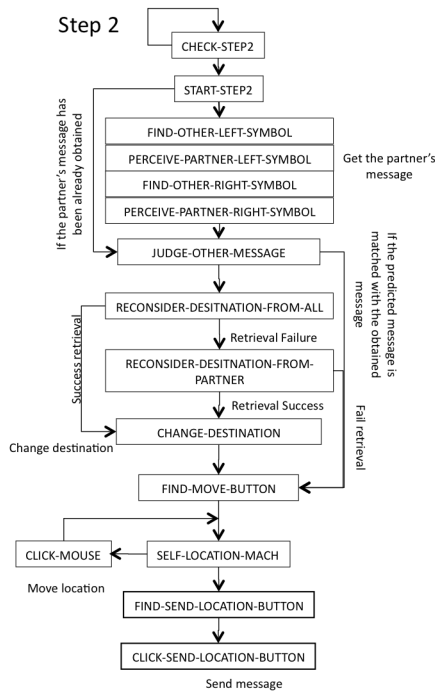 Step 2
CHECK-STEP2
START-STEP2
If the partner's message has
been already obtained
FIND-OTHER-LEFT-SYMBOL
PERCEIVE-PARTNER-LEFT-SYMBOL
FIND-OTHER-RIGHT-SYMBOL
PERCEIVE-PARTNER-RIGHT-SYMBOL
Get the partner's
message
JUDGE-OTHER-MESSAGE
If the predicted message is
matched with the obtained
message
RECONSIDER-DESITNATION-FROM-ALL
Success retrieval
Retrieval Failure
RECONSIDER-DESITNATION-FROM-
PARTNER
Retrieval Success
Fail retrieval
CHANGE-DESTINATION
Change destination
FIND-MOVE-BUTTON
CLICK-MOUSE
SELF-LOCATION-MACH
Move location
FIND-SEND-LOCATION-BUTTON
CLICK-SEND-LOCATION-BUTTON
Send message